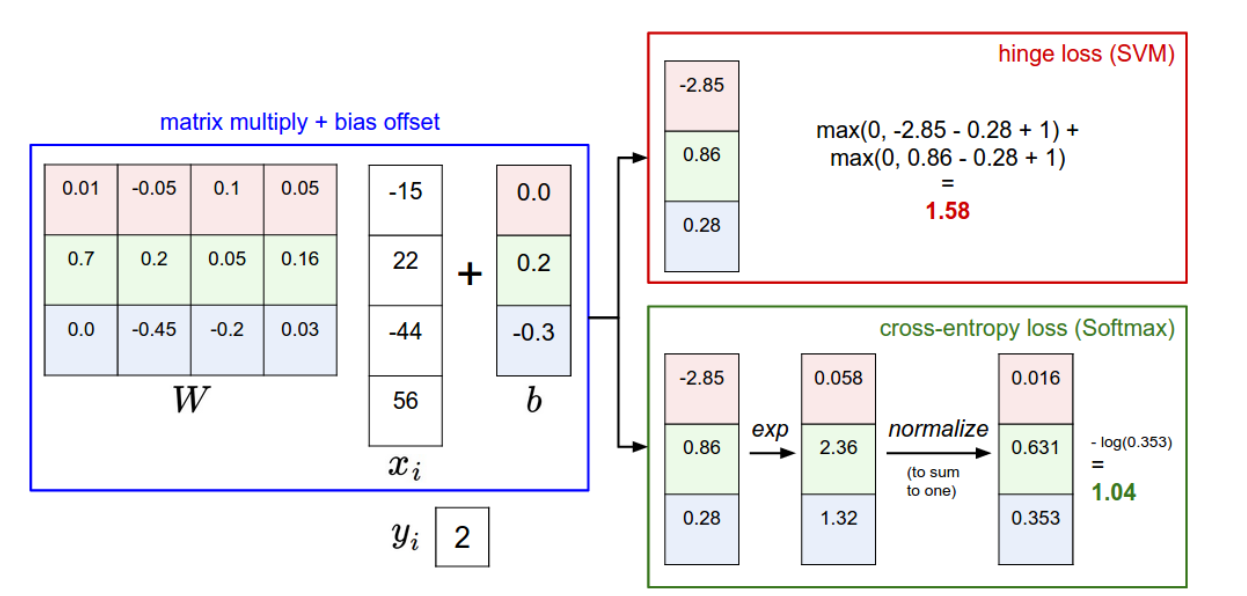 matrix multiply + bias offset
0.01 -0.05 0.1 0.05
0.7 0.2 0.05 0.16
0.0 -0.45 -0.2 0.03
W
-15
22
-44
56
x_i
+
0.0
0.2
-0.3
b
y_i 2
hinge loss (SVM)
-2.85
0.86
0.28
max(0, -2.85 - 0.28 + 1) +
max(0, 0.86 - 0.28 + 1)
=
1.58
cross-entropy loss (Softmax)
-2.85
0.86
0.28
exp
0.058
2.36
1.32
normalize
(to sum
to one)
0.016
0.631
0.353
- log(0.353)
=
1.04